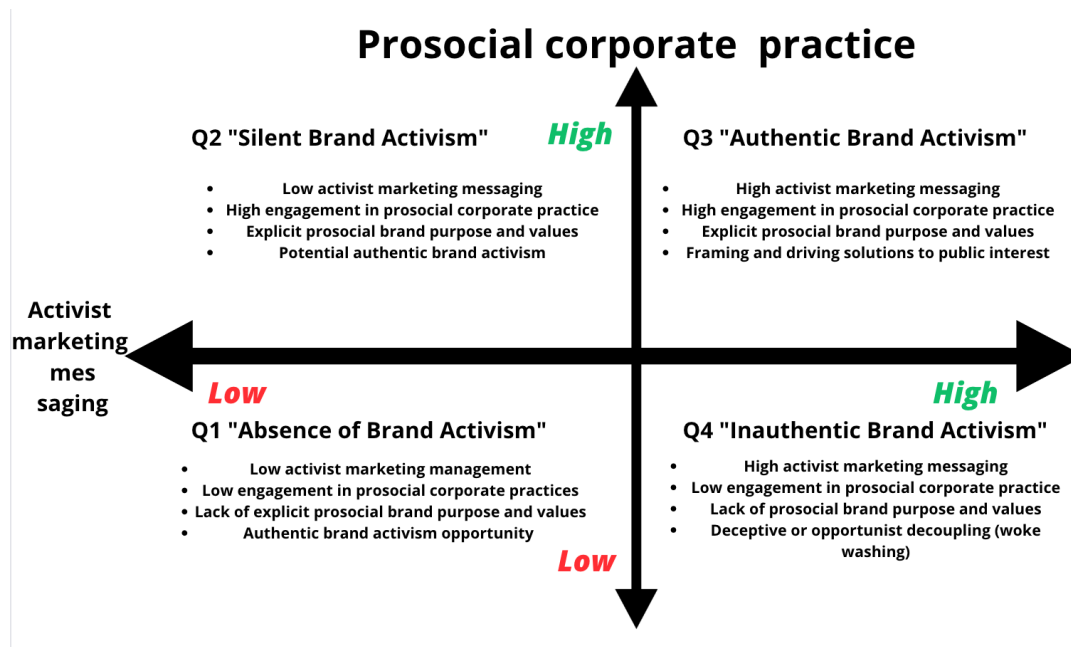 Prosocial corporate practice
Q2 "Silent Brand Activism"
High
Low activist marketing messaging
High engagement in prosocial corporate practice
Explicit prosocial brand purpose and values
Potential authentic brand activism
Q3 "Authentic Brand Activism"
High activist marketing messaging
High engagement in prosocial corporate practice
Explicit prosocial brand purpose and values
Framing and driving solutions to public interest
Activist
marketing
mes
saging
Low
High
Q1 "Absence of Brand Activism"
Low activist marketing management
Low engagement in prosocial corporate practices
Lack of explicit prosocial brand purpose and values
Authentic brand activism opportunity
Low
Q4 "Inauthentic Brand Activism"
High activist marketing messaging
Low engagement in prosocial corporate practice
Lack of prosocial brand purpose and values
Deceptive or opportunist decoupling (woke
washing)